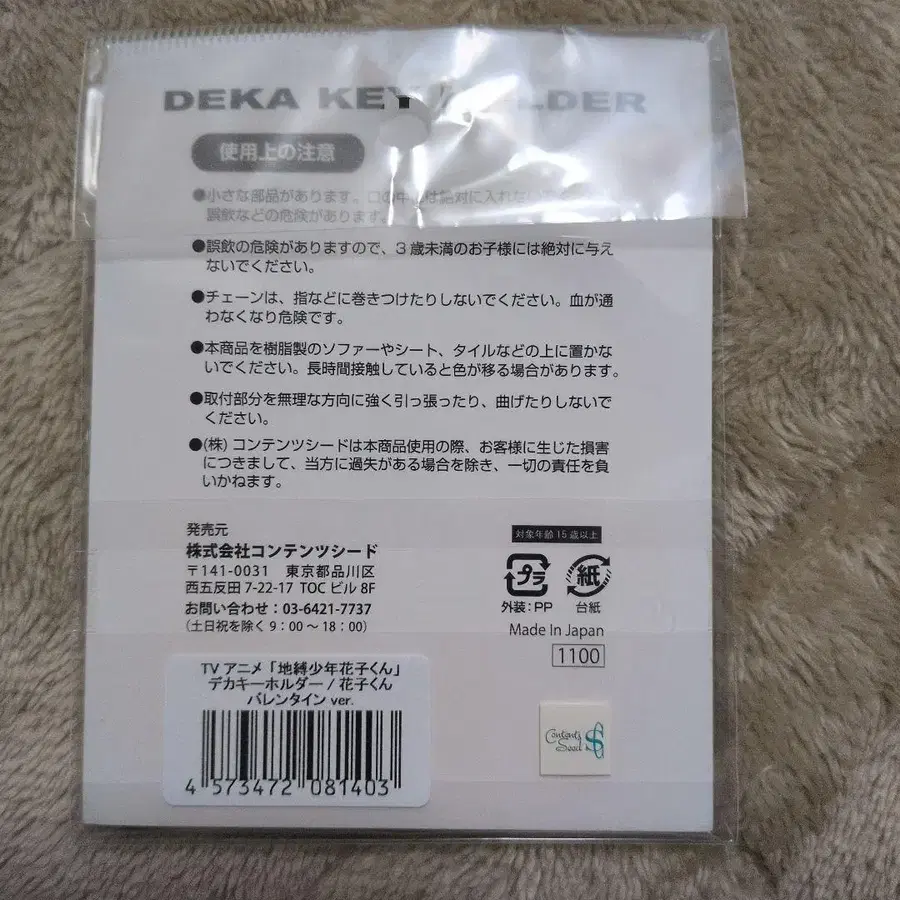 DEKA KEY LDER
使用上の注意
●小さな部品があります。口の中には絶対に入れない
誤飲などの危険があります。
●誤飲の危険がありますので、3歳未満のお子様には絶対に与え
ないでください。
●チェーンは、指などに巻きつけたりしないでください。血が通
わなくなり危険です。
●本商品を樹脂製のソファーやシート、タイルなどの上に置かな
いでください。長時間接触していると色が移る場合があります。
●取付部分を無理な方向に強く引っ張ったり、曲げたりしないで
ください。
●(株)コンテンツシードは本商品使用の際、お客様に生じた損害
につきまして、当方に過失がある場合を除き、一切の責任を負
いかねます。
発売元
株式会社コンテンツシード
〒141-0031 東京都品川区
西五反田 7-22-17 TOC ビル 8F
お問い合わせ:03-6421-7737
(土日祝を除く 9:00～18:00)
対象年齢15歳以上
プラ 紙
外装:PP 台紙
Made In Japan
1100
TV アニメ「地縛少年花子くん」
デカキーホルダー / 花子くん
バレンタイン ver.
4 573472 081403
Contents
Seed